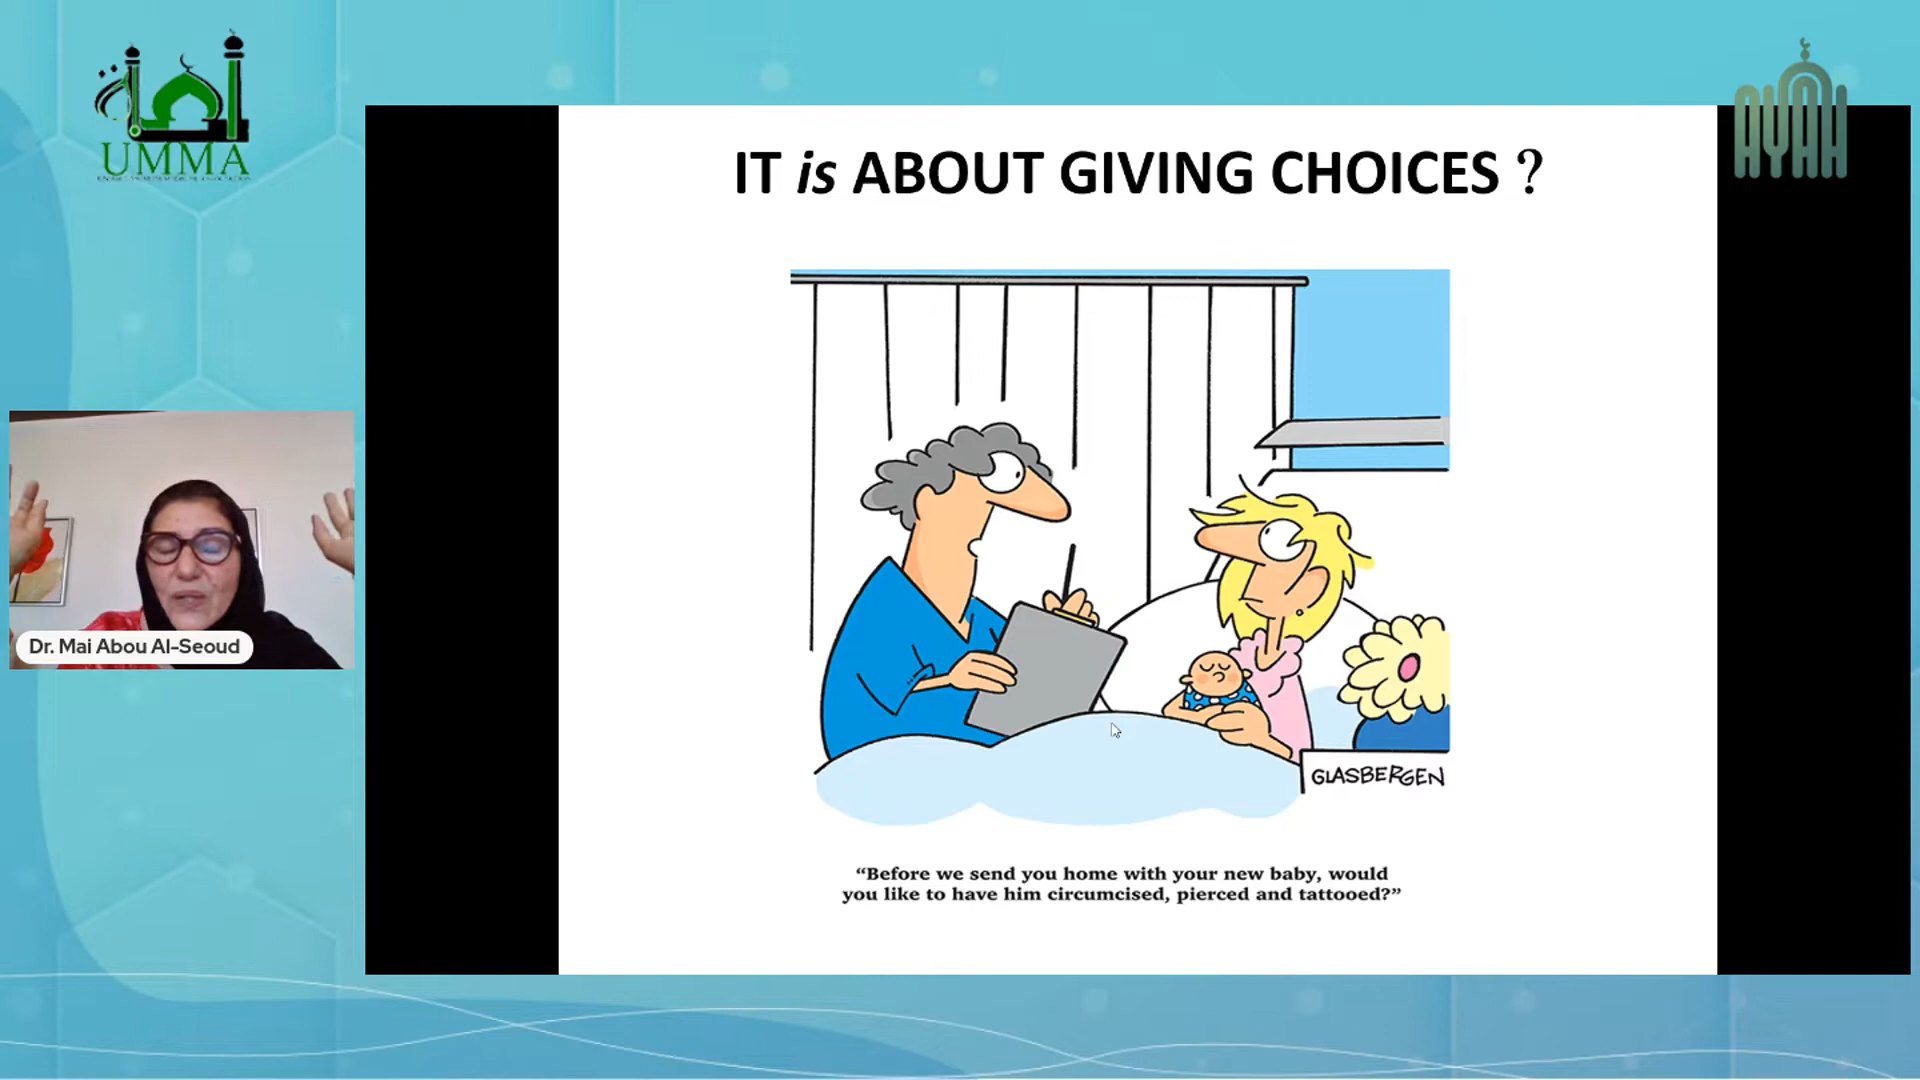 أمة
UMMA
AYAH
IT is ABOUT GIVING CHOICES ?
Dr. Mai Abou Al-Seoud
GLASBERGEN
“Before we send you home with your new baby, would
you like to have him circumcised, pierced and tattooed?”